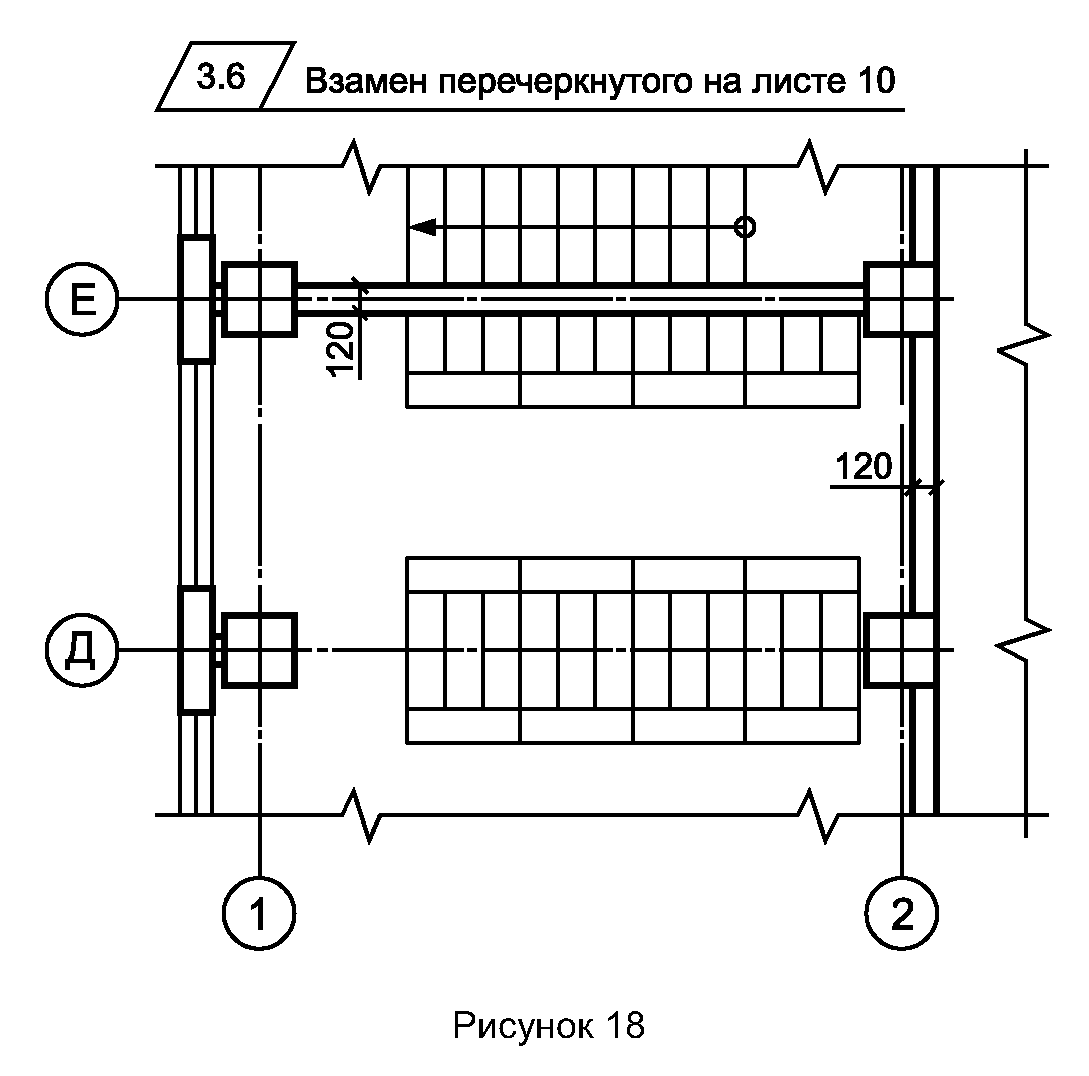 3.6 Взамен перечеркнутого на листе 10
Е
120
120
Д
1 2
Рисунок 18